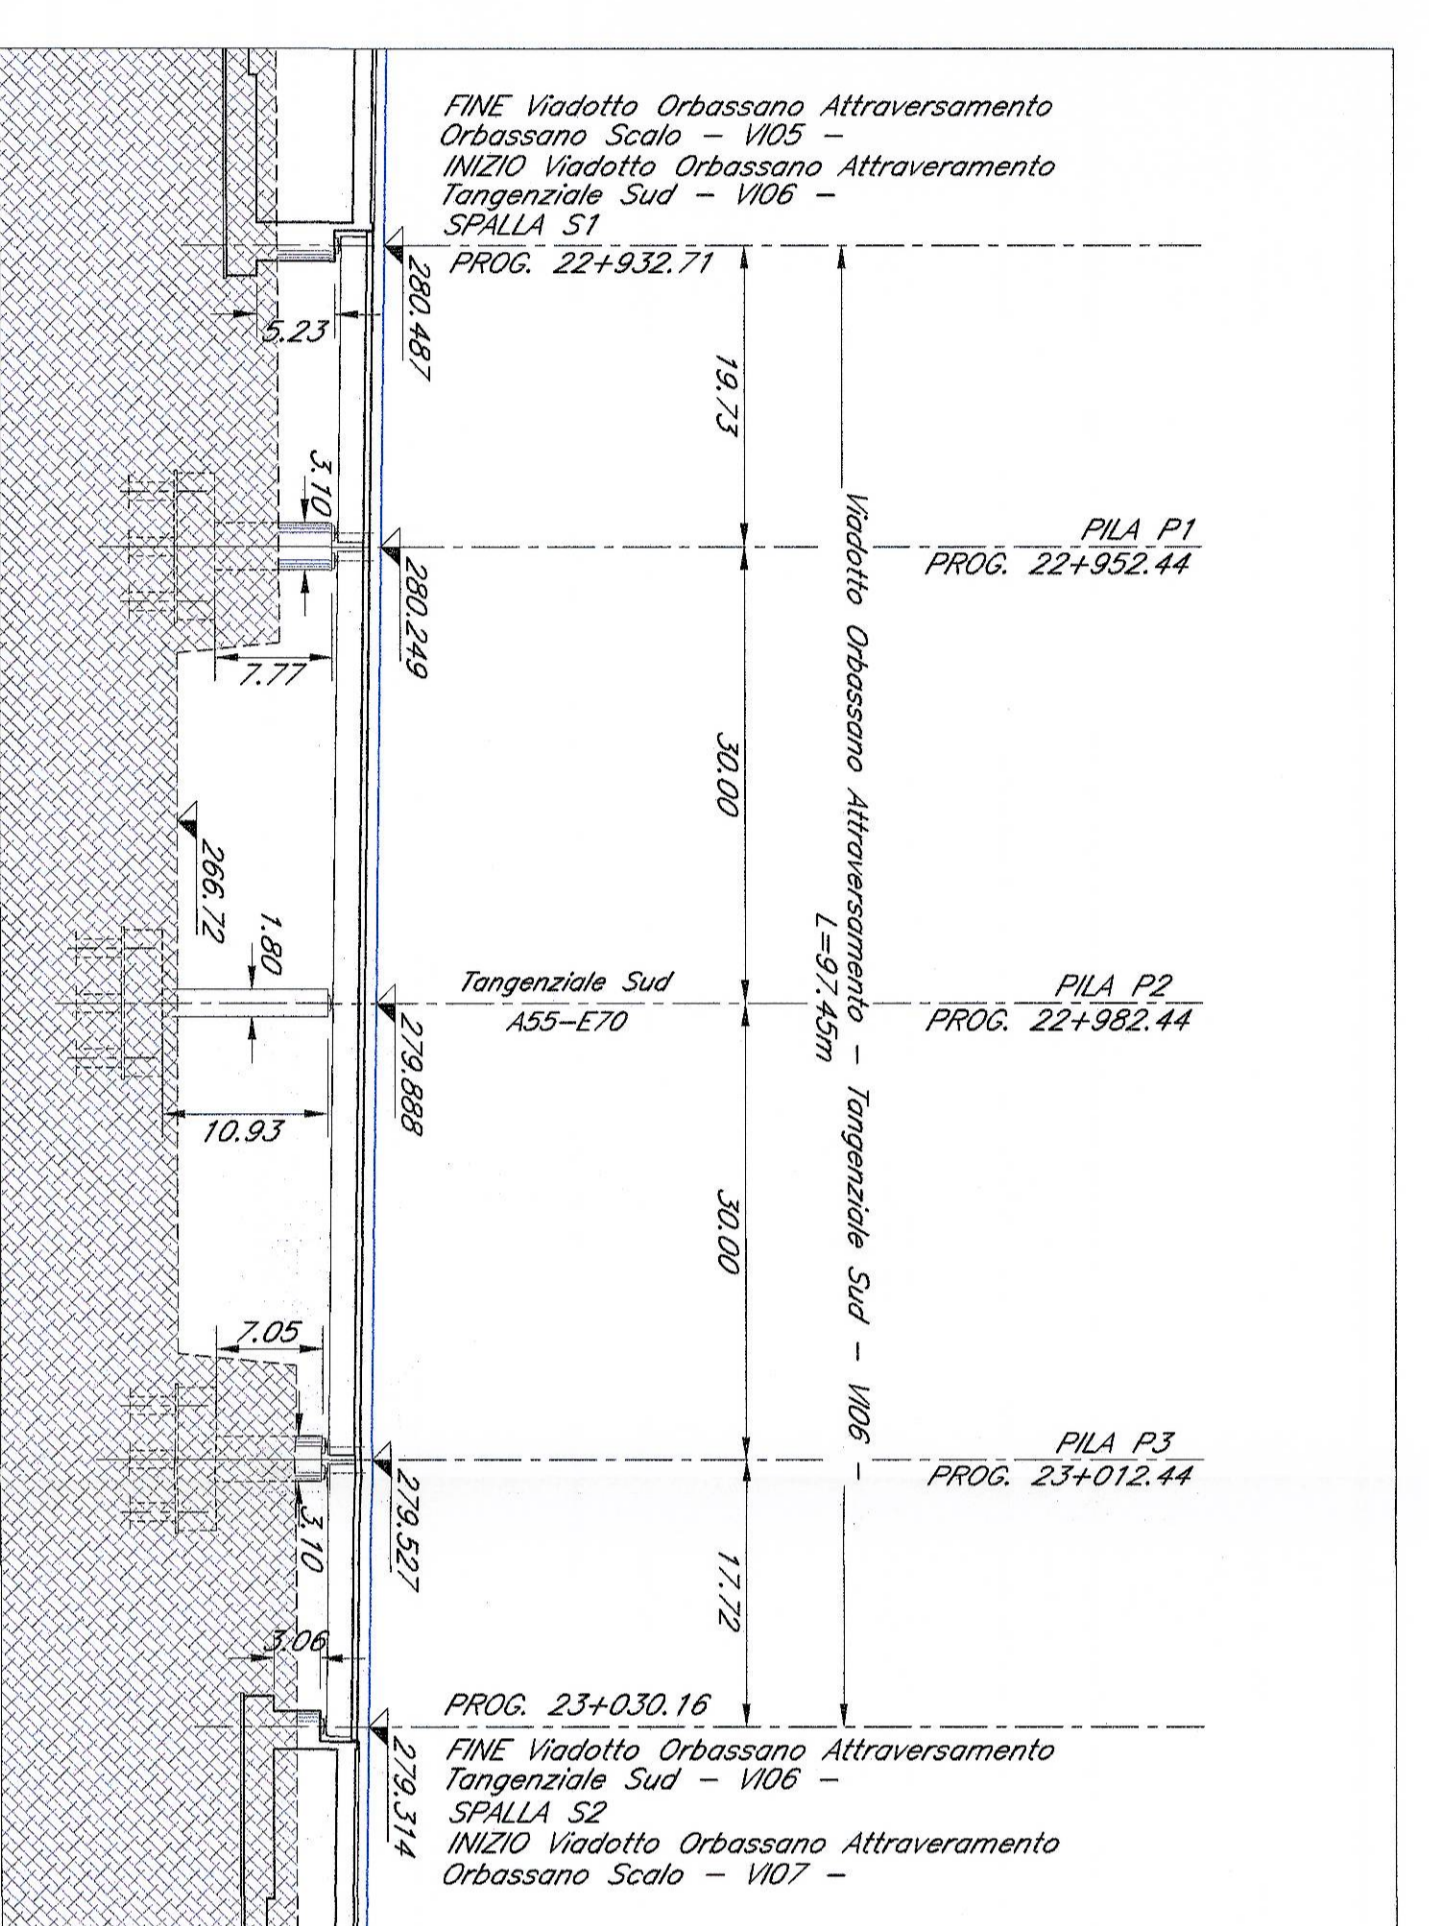 FINE Viadotto Orbassano Attraversamento
Orbassano Scalo – VI05 –
INIZIO Viadotto Orbassano Attraveramento
Tangenziale Sud – VI06 –
SPALLA S1
PROG. 22+932.71
280.487
5.23
19.73
3.10
PILA P1
PROG. 22+952.44
280.249
7.77
30.00
Viadotto Orbassano Attraversamento – Tangenziale Sud – VI06 –
L=97.45m
266.72
1.80
Tangenziale Sud
A55–E70
PILA P2
PROG. 22+982.44
279.888
10.93
30.00
7.05
PILA P3
PROG. 23+012.44
279.527
3.10
17.72
3.06
PROG. 23+030.16
279.314
FINE Viadotto Orbassano Attraversamento
Tangenziale Sud – VI06 –
SPALLA S2
INIZIO Viadotto Orbassano Attraveramento
Orbassano Scalo – VI07 –